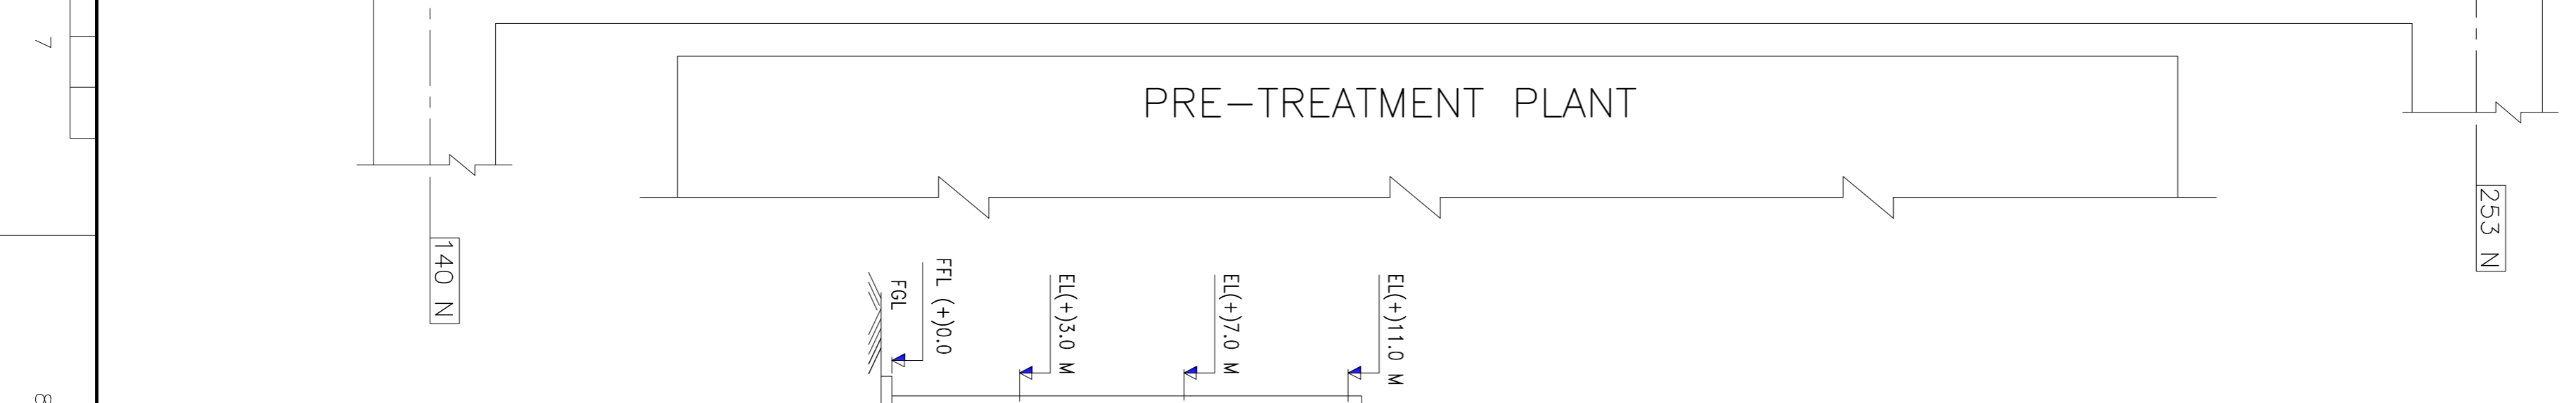 7
PRE-TREATMENT PLANT
253 N
140 N
FGL
FFL (+)0.0
EL(+)3.0 M
EL(+)7.0 M
EL(+)11.0 M
8